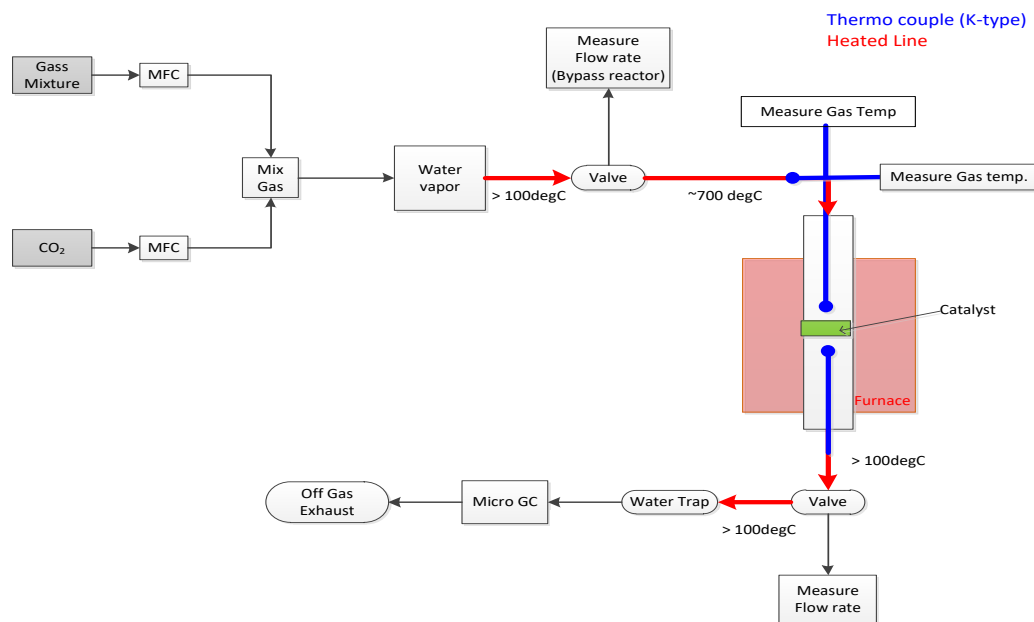 Thermo couple (K-type)
Heated Line
Measure
Flow rate
(Bypass reactor)
Gass
Mixture
MFC
Measure Gas Temp
Mix
Gas
Water
vapor
> 100degC
Valve
~700 degC
Measure Gas temp.
CO₂
MFC
Catalyst
Furnace
> 100degC
Off Gas
Exhaust
Micro GC
Water Trap
> 100degC
Valve
Measure
Flow rate